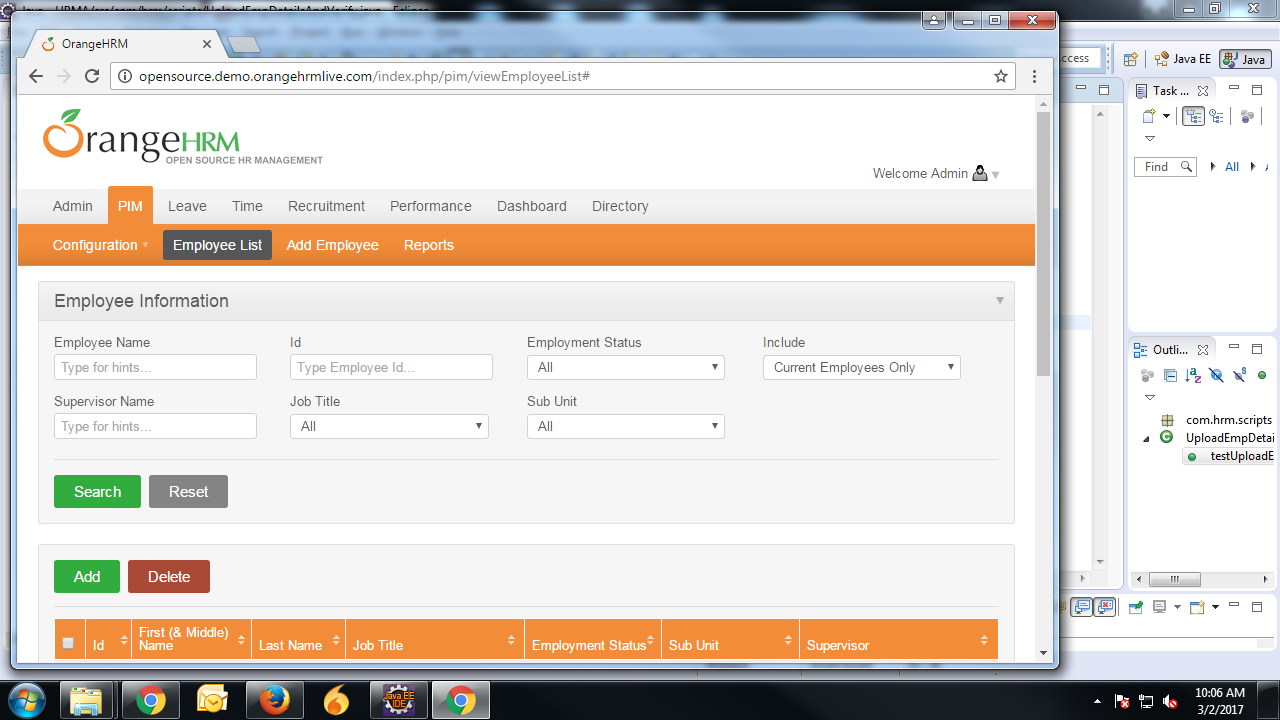 OrangeHRM
opensource.demo.orangehrmlive.com/index.php/pim/viewEmployeeList#
OrangeHRM
OPEN SOURCE HR MANAGEMENT
Welcome Admin
Admin PIM Leave Time Recruitment Performance Dashboard Directory
Configuration Employee List Add Employee Reports
Employee Information
Employee Name Id Employment Status Include
Type for hints... Type Employee Id... All Current Employees Only
Supervisor Name Job Title Sub Unit
Type for hints... All All
Search Reset
Add Delete
Id First (& Middle) Name Last Name Job Title Employment Status Sub Unit Supervisor
Java EE Java
Task ...
Find All
Outli...
com.hrm.scripts
UploadEmpDetai
testUploadE
Java EE
IDE
10:06 AM
3/2/2017